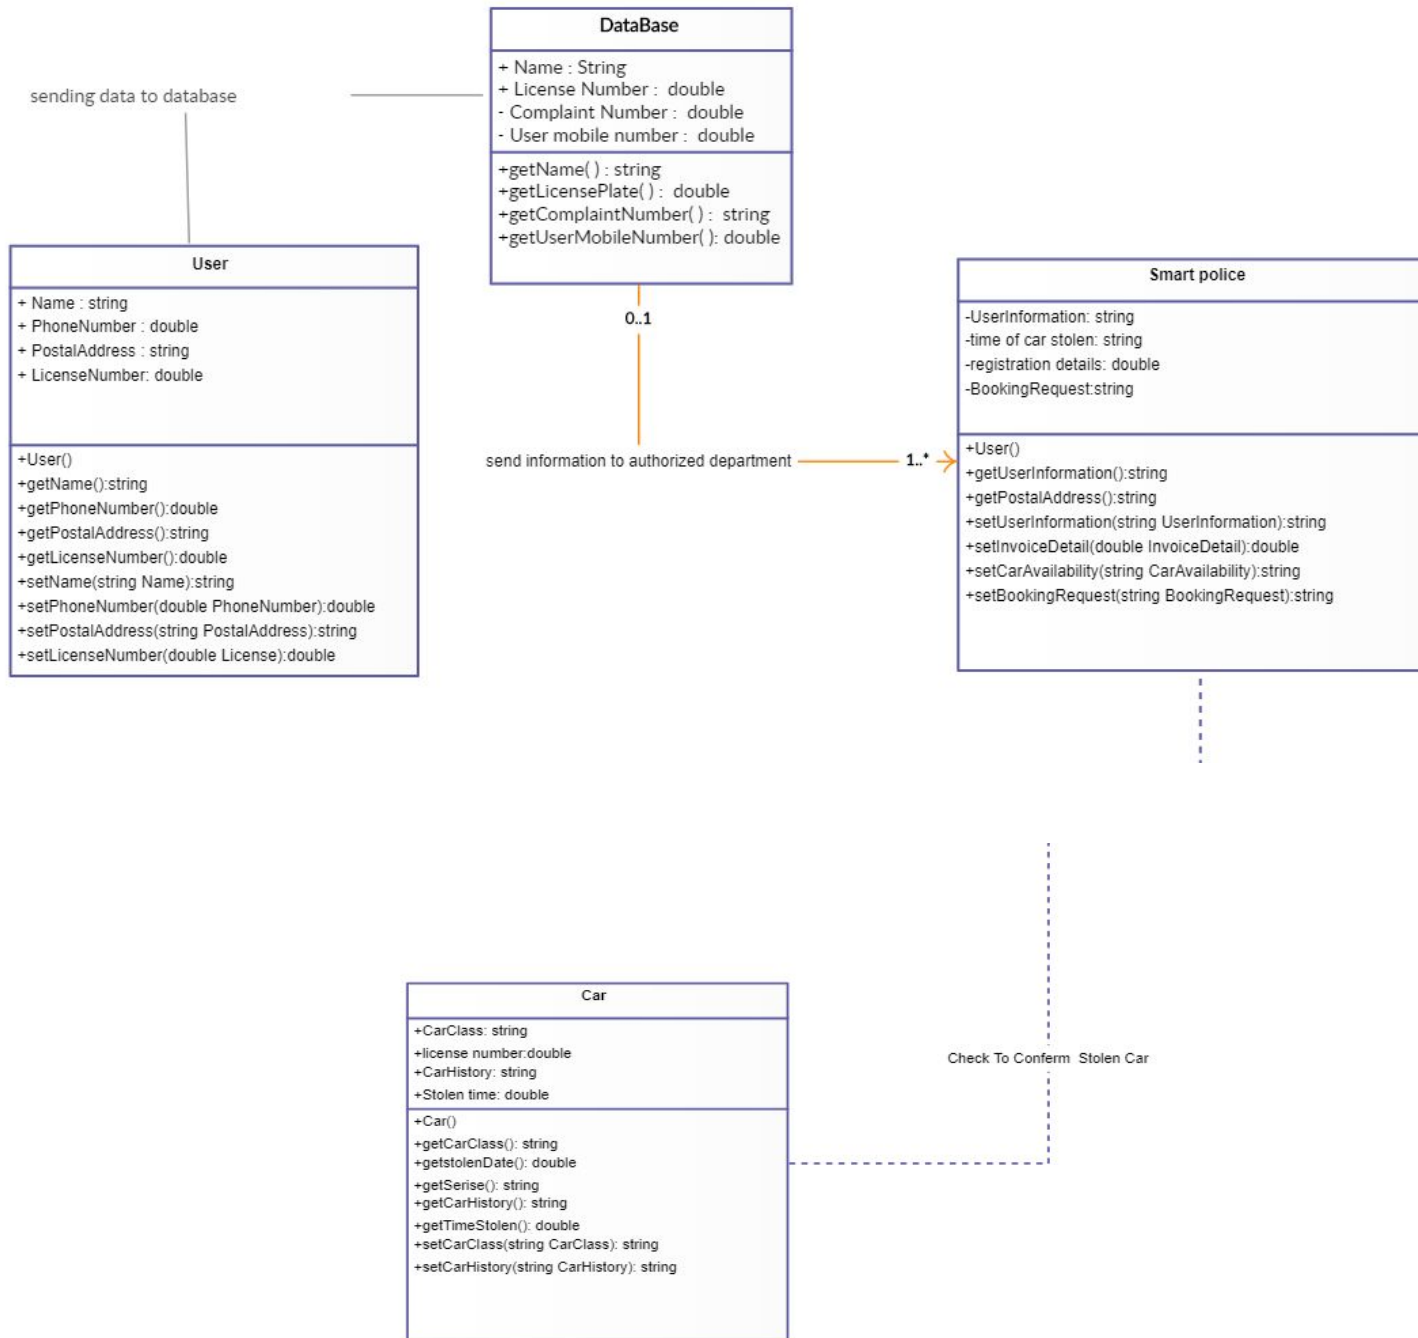 DataBase
+ Name : String
+ License Number : double
- Complaint Number : double
- User mobile number : double
+getName( ) : string
+getLicensePlate( ) : double
+getComplaintNumber( ) : string
+getUserMobileNumber( ): double
sending data to database
User
+ Name : string
+ PhoneNumber : double
+ PostalAddress : string
+ LicenseNumber: double
+User()
+getName():string
+getPhoneNumber():double
+getPostalAddress():string
+getLicenseNumber():double
+setName(string Name):string
+setPhoneNumber(double PhoneNumber):double
+setPostalAddress(string PostalAddress):string
+setLicenseNumber(double License):double
0..1
send information to authorized department
1..*
Smart police
-UserInformation: string
-time of car stolen: string
-registration details: double
-BookingRequest:string
+User()
+getUserInformation():string
+getPostalAddress():string
+setUserInformation(string UserInformation):string
+setInvoiceDetail(double InvoiceDetail):double
+setCarAvailability(string CarAvailability):string
+setBookingRequest(string BookingRequest):string
Car
+CarClass: string
+license number:double
+CarHistory: string
+Stolen time: double
+Car()
+getCarClass(): string
+getstolenDate(): double
+getSerise(): string
+getCarHistory(): string
+getTimeStolen(): double
+setCarClass(string CarClass): string
+setCarHistory(string CarHistory): string
Check To Conferm Stolen Car